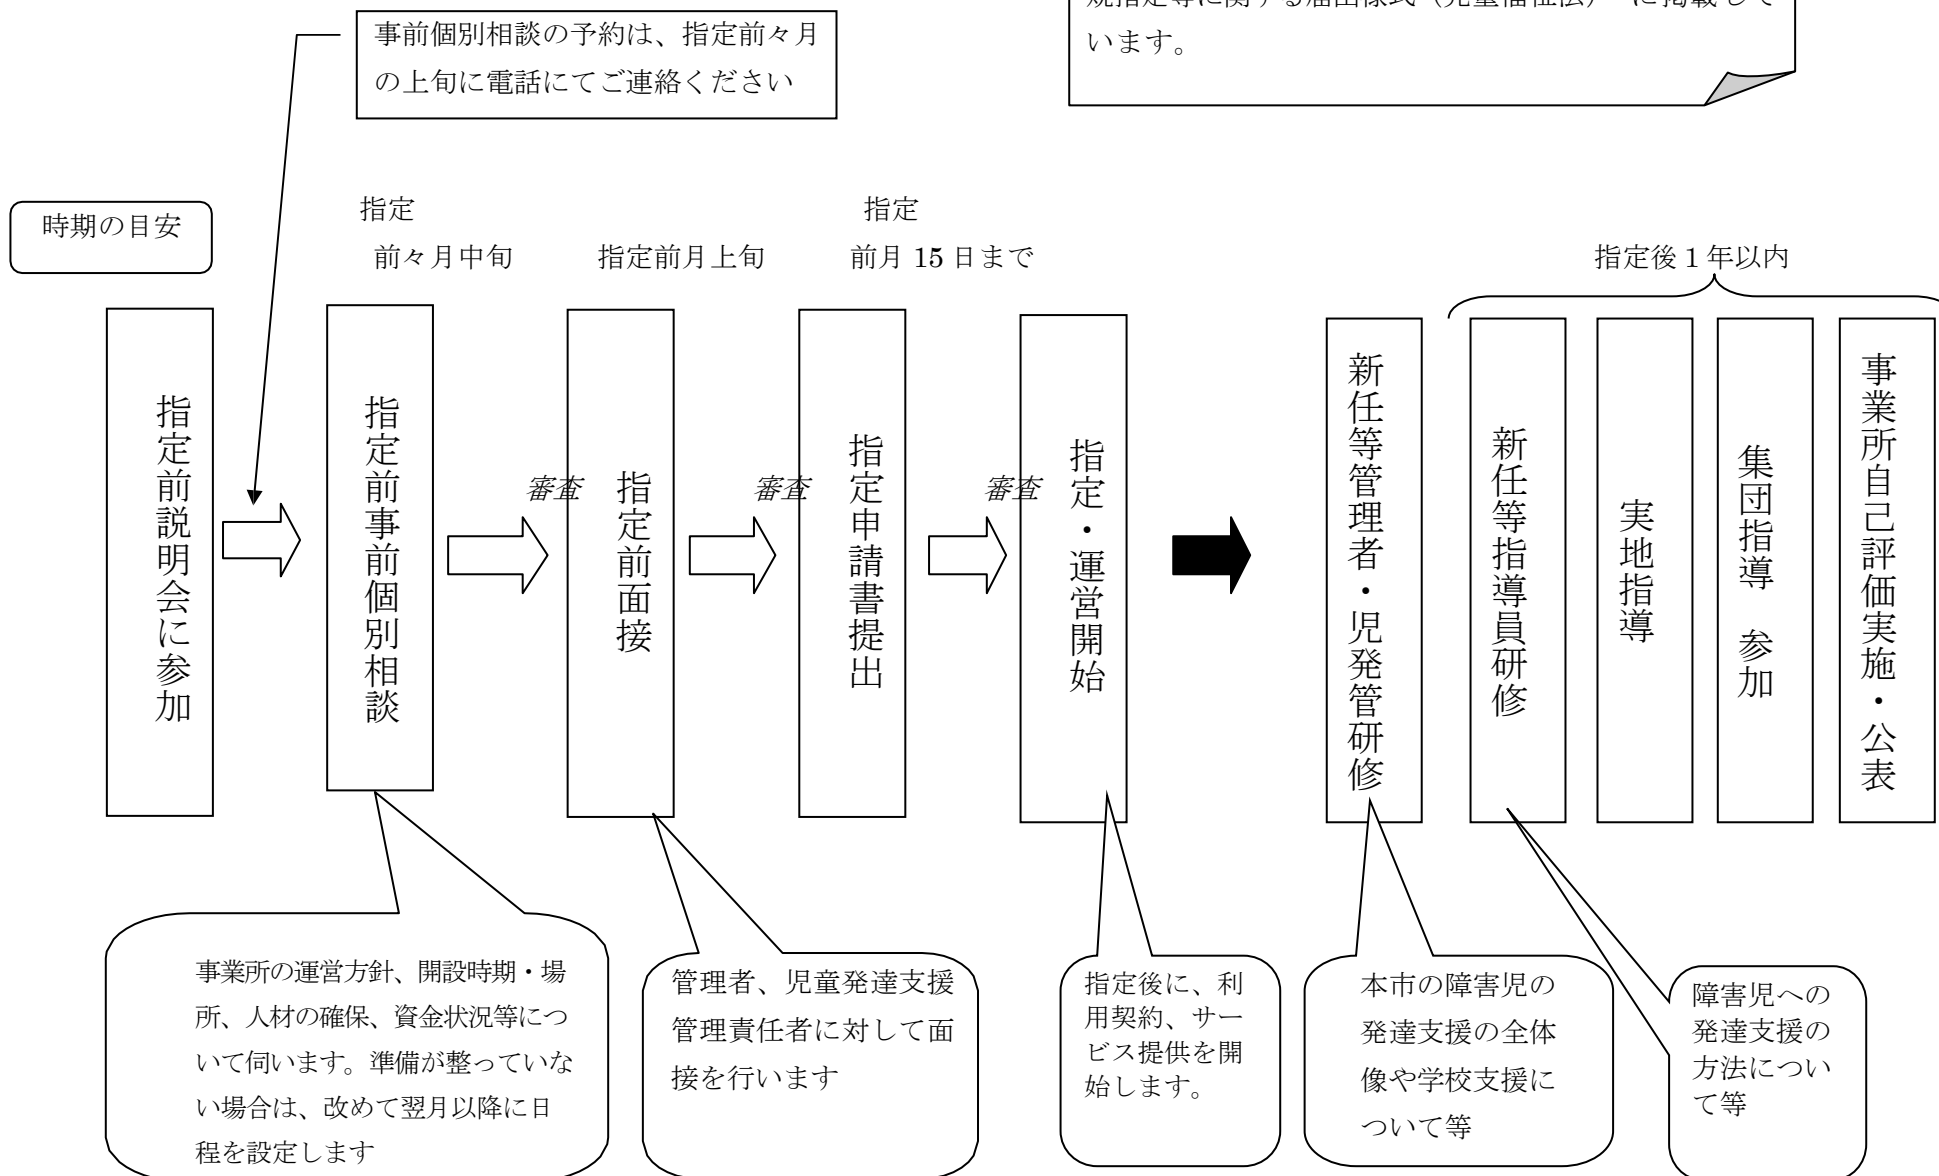 規指定等に関する届出様式（児童福祉法） に掲載して
います。
事前個別相談の予約は、指定前々月
の上旬に電話にてご連絡ください
時期の目安
指定
前々月中旬
指定前月上旬
指定
前月 15 日まで
指定後 1 年以内
指定前説明会に参加
指定前事前個別相談
審査
指定前面接
審査
指定申請書提出
審査
指定・運営開始
新任等管理者・児発管研修
新任等指導員研修
実地指導
集団指導　参加
事業所自己評価実施・公表
事業所の運営方針、開設時期・場
所、人材の確保、資金状況等につ
いて伺います。準備が整っていな
い場合は、改めて翌月以降に日
程を設定します
管理者、児童発達支援
管理責任者に対して面
接を行います
指定後に、利
用契約、サー
ビス提供を開
始します。
本市の障害児の
発達支援の全体
像や学校支援に
ついて等
障害児への
発達支援の
方法につい
て等